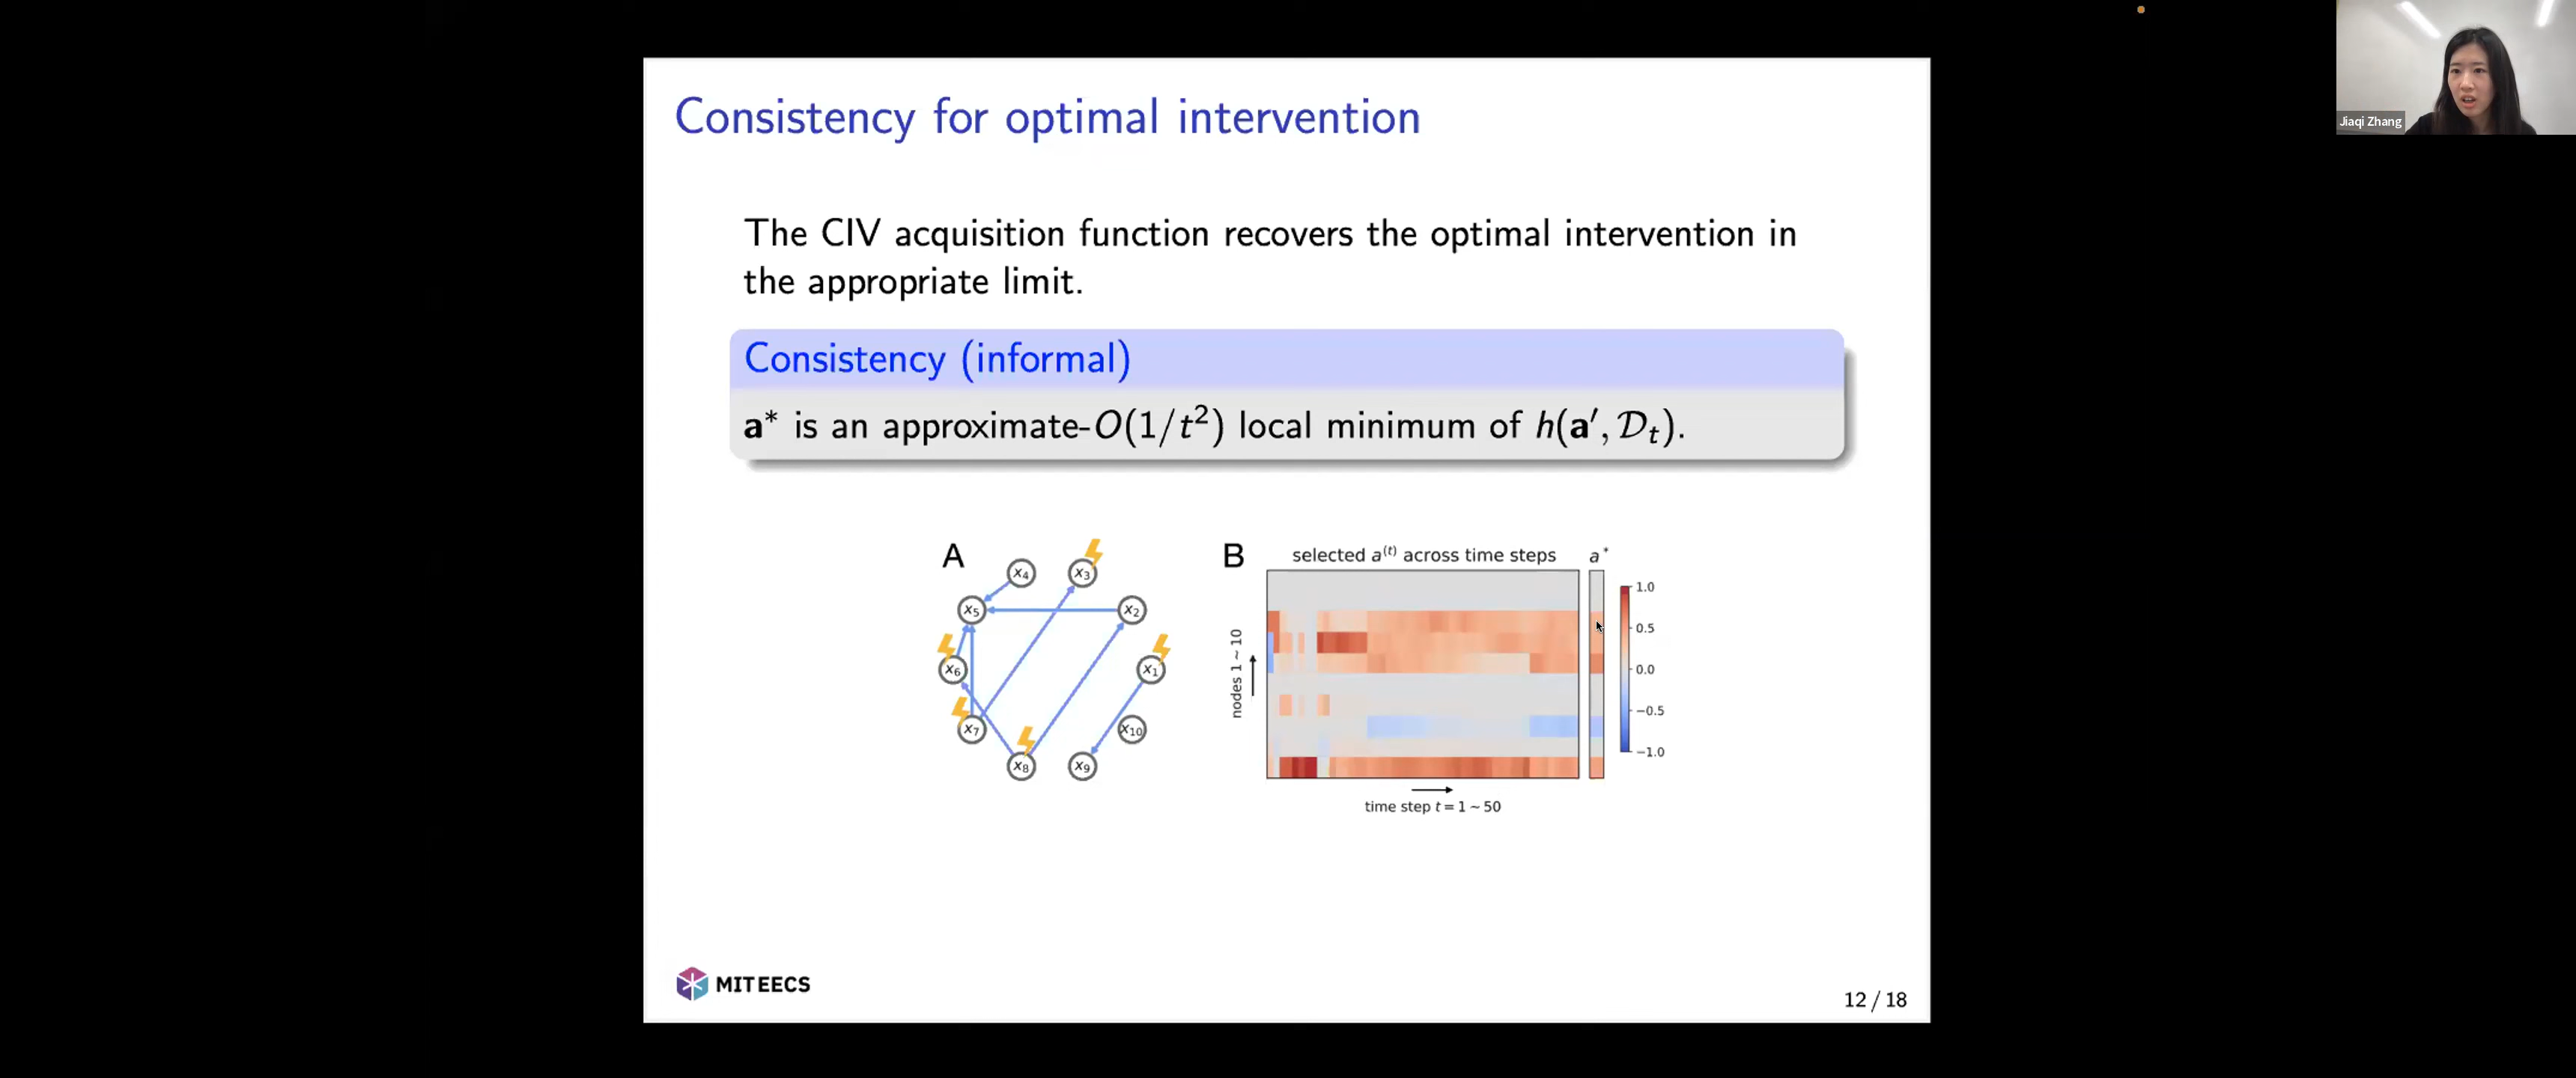 Jiaqi Zhang
Consistency for optimal intervention
The CIV acquisition function recovers the optimal intervention in
the appropriate limit.
Consistency (informal)
a* is an approximate-O(1/t²) local minimum of h(a′, 𝒟ₜ).
A
x₄
x₃
x₅
x₂
x₆
x₁
x₇
x₁₀
x₈
x₉
B
selected a⁽ᵗ⁾ across time steps
a*
nodes 1 ~ 10
1.0
0.5
0.0
−0.5
−1.0
time step t = 1 ~ 50
MIT EECS
12 / 18